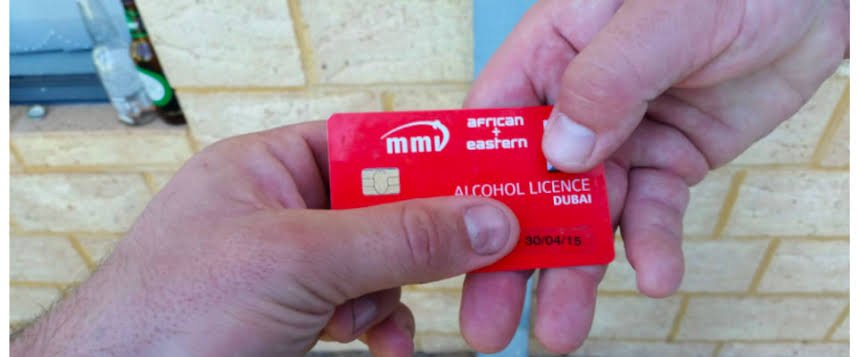 mmi
african
+
eastern
ALCOHOL LICENCE
DUBAI
30/04/15